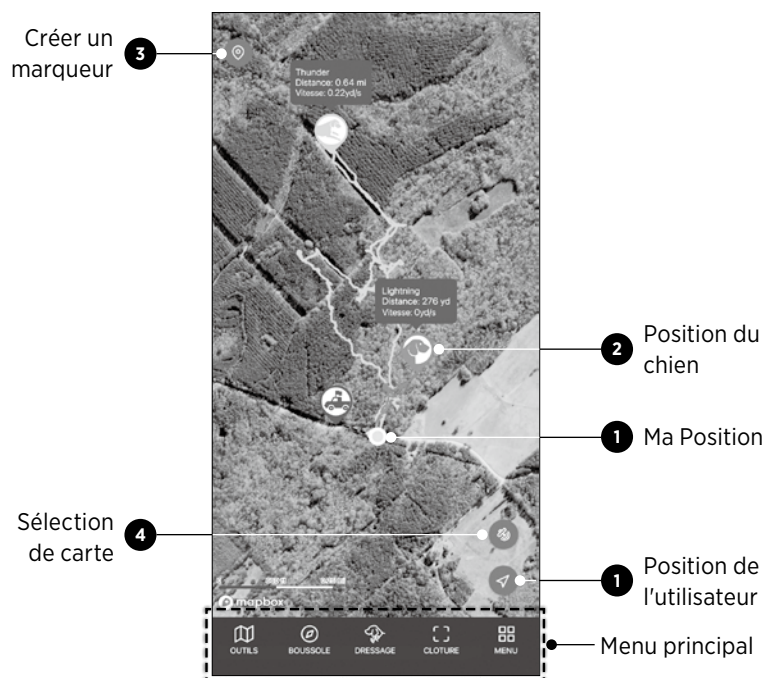 Créer un
marqueur
3
Thunder
Distance: 0.64 mi
Vitesse: 0.22yd/s
Lightning
Distance: 276 yd
Vitesse: 0yd/s
2
Position du
chien
1
Ma Position
Sélection
de carte
4
1
Position de
l'utilisateur
mapbox
OUTILS
BOUSSOLE
DRESSAGE
CLOTURE
MENU
Menu principal